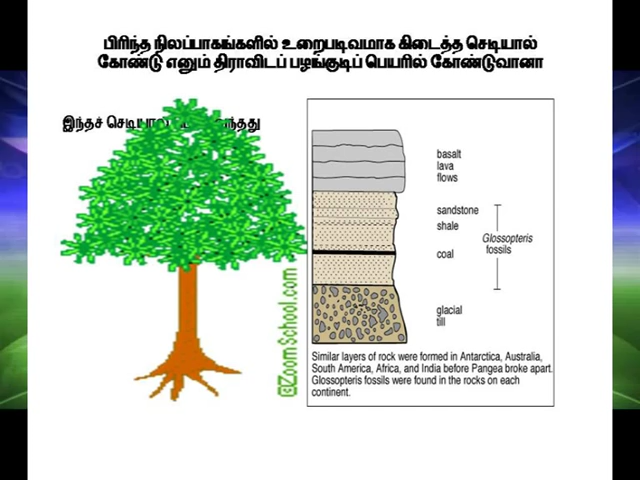 பிரிந்த நிலப்பாகங்களில் உறைபடிவமாக கிடைத்த செடியால்
கோண்டு எனும் திராவிடப் பழங்குடிப் பெயரில் கோண்டுவானா
இந்தச் செடியால்
basalt
lava
flows
sandstone
shale
coal
Glossopteris
fossils
glacial
till
©ZoomSchool.com
Similar layers of rock were formed in Antarctica, Australia,
South America, Africa, and India before Pangea broke apart.
Glossopteris fossils were found in the rocks on each
continent.